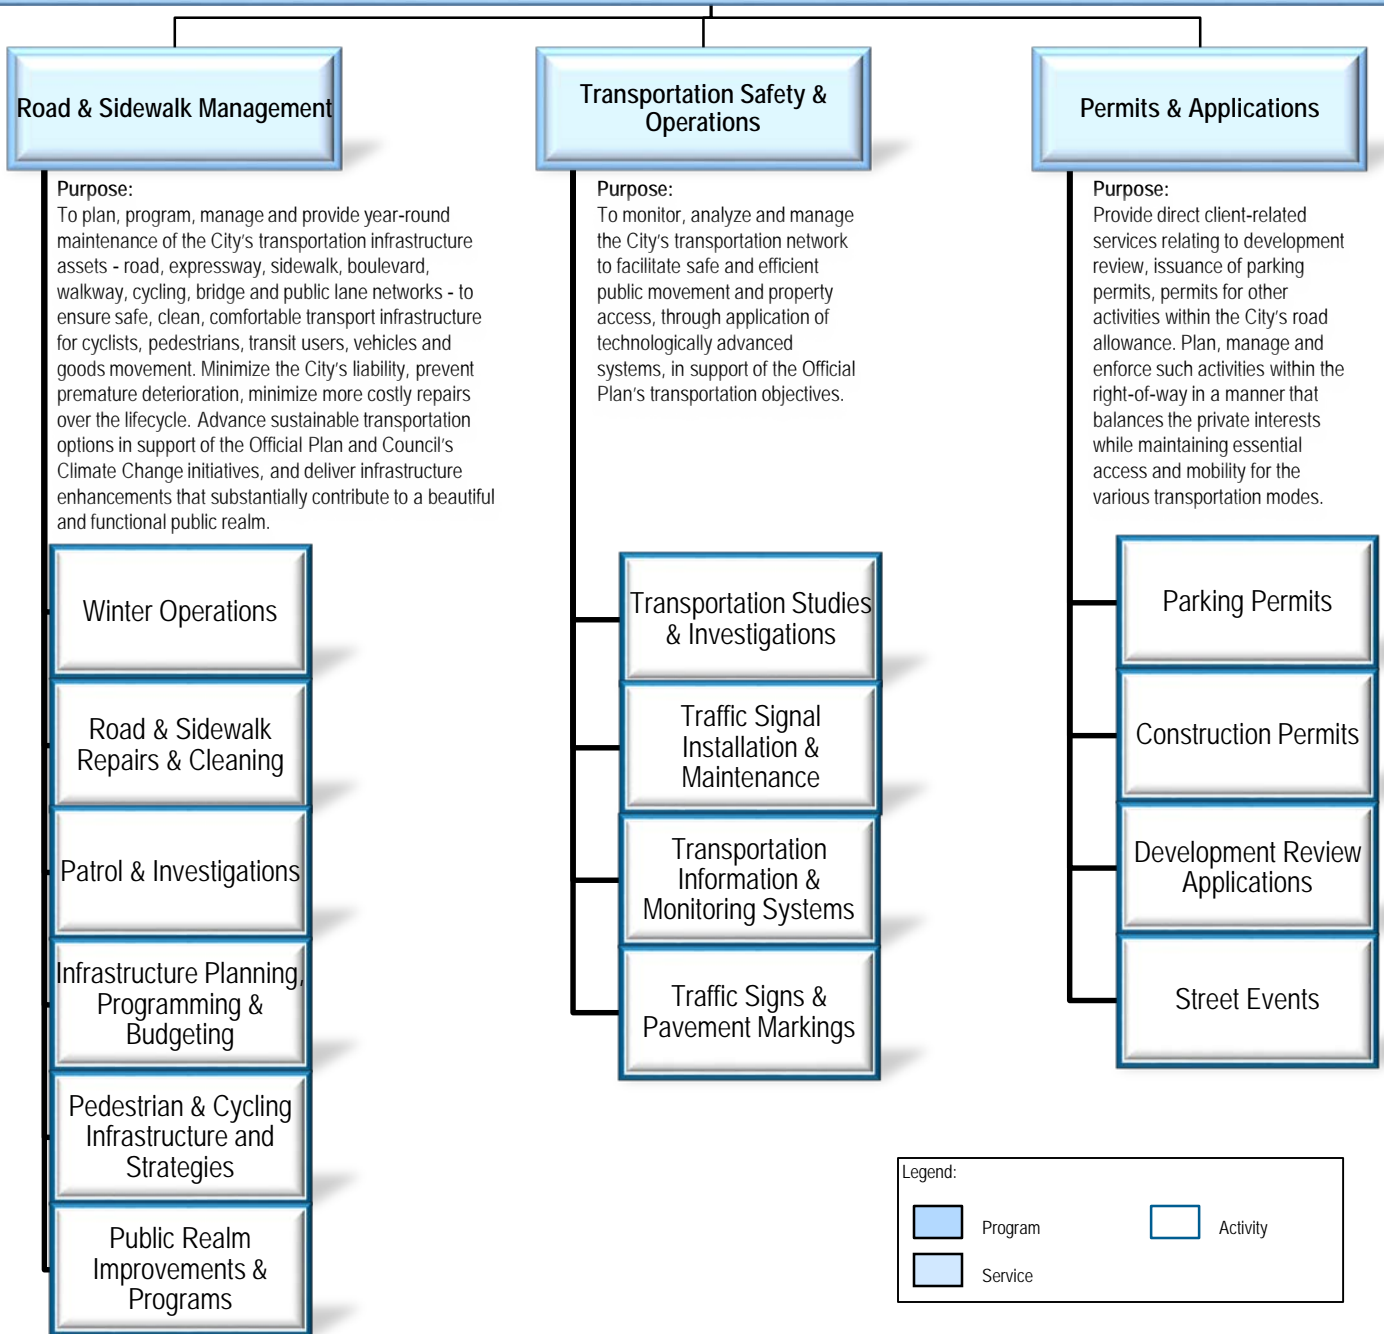 Road & Sidewalk Management
Purpose:
To plan, program, manage and provide year-round
maintenance of the City's transportation infrastructure
assets - road, expressway, sidewalk, boulevard,
walkway, cycling, bridge and public lane networks - to
ensure safe, clean, comfortable transport infrastructure
for cyclists, pedestrians, transit users, vehicles and
goods movement. Minimize the City's liability, prevent
premature deterioration, minimize more costly repairs
over the lifecycle. Advance sustainable transportation
options in support of the Official Plan and Council's
Climate Change initiatives, and deliver infrastructure
enhancements that substantially contribute to a beautiful
and functional public realm.
Winter Operations
Road & Sidewalk
Repairs & Cleaning
Patrol & Investigations
Infrastructure Planning,
Programming &
Budgeting
Pedestrian & Cycling
Infrastructure and
Strategies
Public Realm
Improvements &
Programs
Transportation Safety &
Operations
Purpose:
To monitor, analyze and manage
the City's transportation network
to facilitate safe and efficient
public movement and property
access, through application of
technologically advanced
systems, in support of the Official
Plan's transportation objectives.
Transportation Studies
& Investigations
Traffic Signal
Installation &
Maintenance
Transportation
Information &
Monitoring Systems
Traffic Signs &
Pavement Markings
Permits & Applications
Purpose:
Provide direct client-related
services relating to development
review, issuance of parking
permits, permits for other
activities within the City's road
allowance. Plan, manage and
enforce such activities within the
right-of-way in a manner that
balances the private interests
while maintaining essential
access and mobility for the
various transportation modes.
Parking Permits
Construction Permits
Development Review
Applications
Street Events
Legend:
Program
Activity
Service